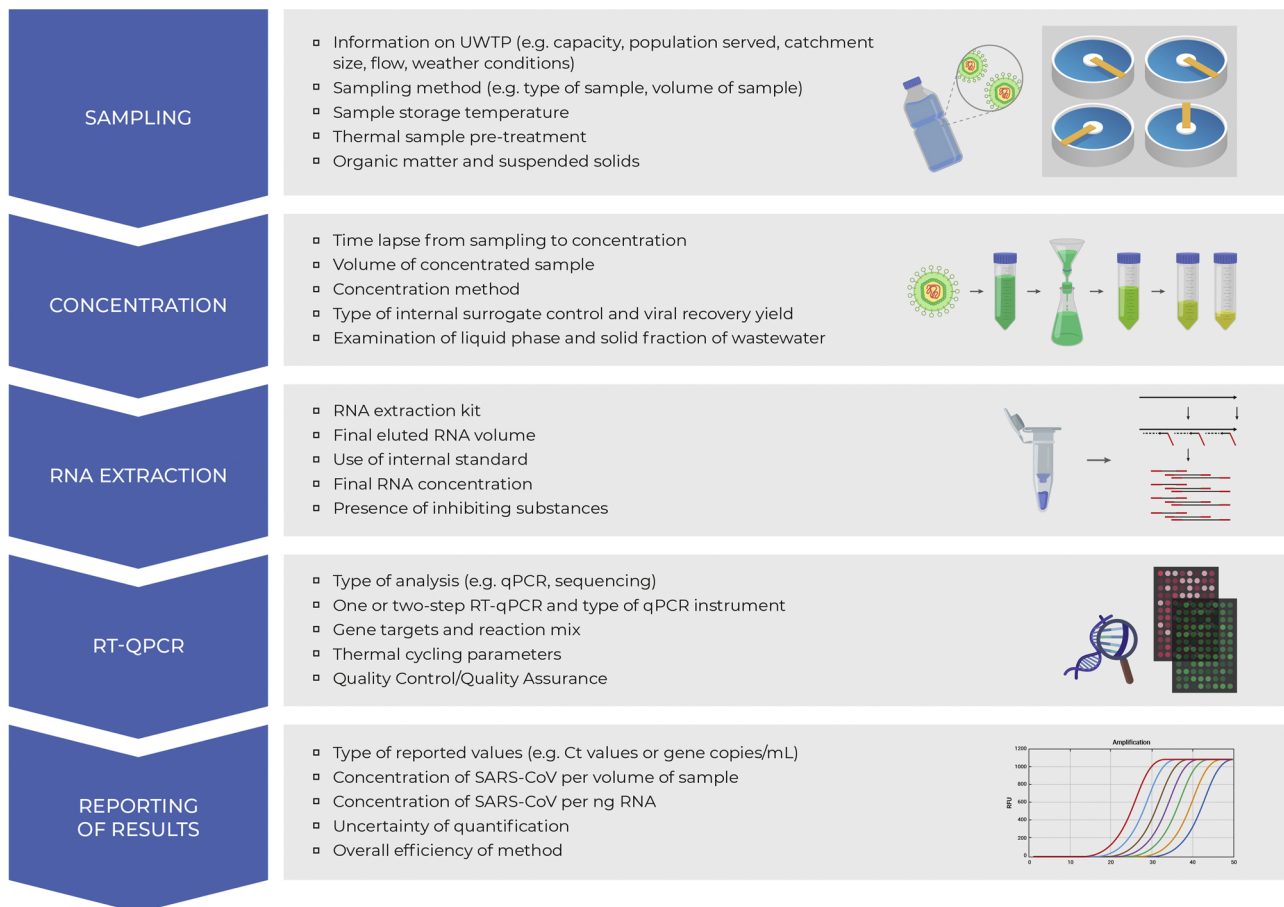 SAMPLING
Information on UWTP (e.g. capacity, population served, catchment
size, flow, weather conditions)
Sampling method (e.g. type of sample, volume of sample)
Sample storage temperature
Thermal sample pre-treatment
Organic matter and suspended solids
CONCENTRATION
Time lapse from sampling to concentration
Volume of concentrated sample
Concentration method
Type of internal surrogate control and viral recovery yield
Examination of liquid phase and solid fraction of wastewater
RNA EXTRACTION
RNA extraction kit
Final eluted RNA volume
Use of internal standard
Final RNA concentration
Presence of inhibiting substances
RT-QPCR
Type of analysis (e.g. qPCR, sequencing)
One or two-step RT-qPCR and type of qPCR instrument
Gene targets and reaction mix
Thermal cycling parameters
Quality Control/Quality Assurance
REPORTING
OF RESULTS
Type of reported values (e.g. Ct values or gene copies/mL)
Concentration of SARS-CoV per volume of sample
Concentration of SARS-CoV per ng RNA
Uncertainty of quantification
Overall efficiency of method
Amplification
RFU
1200
1000
800
600
400
200
0
0 10 20 30 40 50